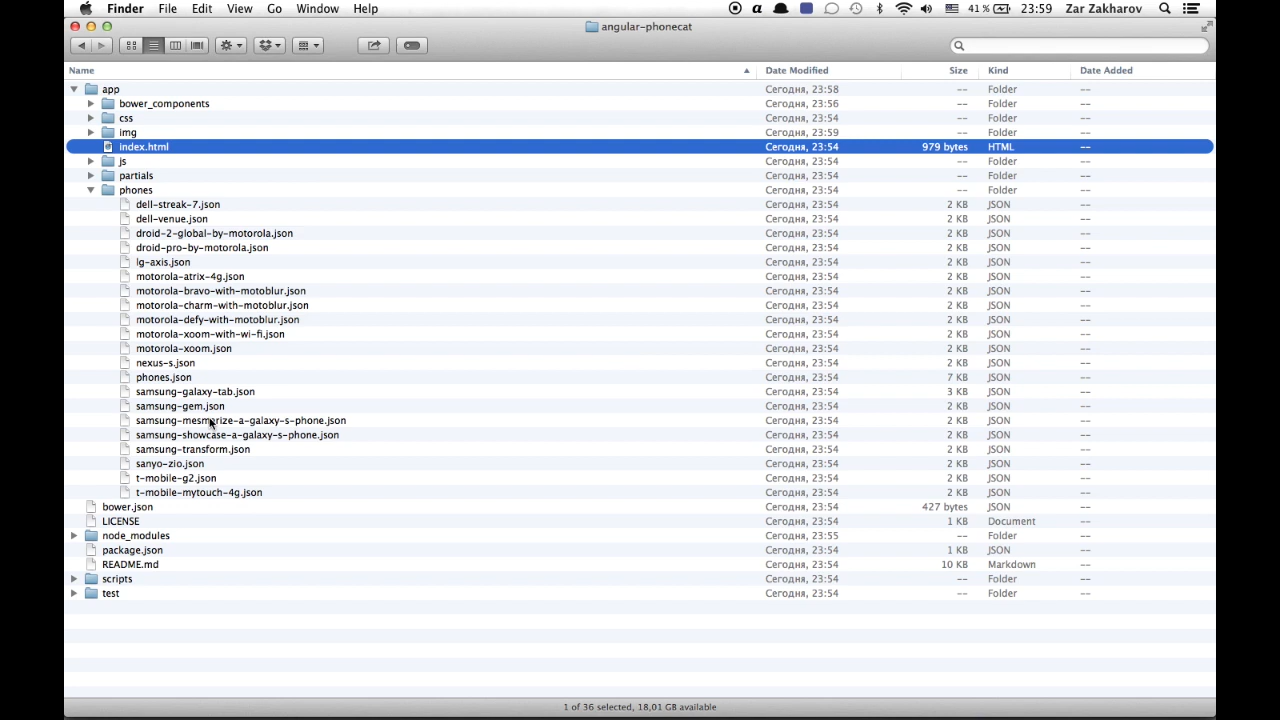 Finder File Edit View Go Window Help 41% 23:59 Zar Zakharov
angular-phonecat
Name Date Modified Size Kind Date Added
app Сегодня, 23:58 -- Folder --
bower_components Сегодня, 23:56 -- Folder --
css Сегодня, 23:54 -- Folder --
img Сегодня, 23:59 -- Folder --
index.html Сегодня, 23:54 979 bytes HTML --
js Сегодня, 23:54 -- Folder --
partials Сегодня, 23:54 -- Folder --
phones Сегодня, 23:54 -- Folder --
dell-streak-7.json Сегодня, 23:54 2 KB JSON --
dell-venue.json Сегодня, 23:54 2 KB JSON --
droid-2-global-by-motorola.json Сегодня, 23:54 2 KB JSON --
droid-pro-by-motorola.json Сегодня, 23:54 2 KB JSON --
lg-axis.json Сегодня, 23:54 2 KB JSON --
motorola-atrix-4g.json Сегодня, 23:54 2 KB JSON --
motorola-bravo-with-motoblur.json Сегодня, 23:54 2 KB JSON --
motorola-charm-with-motoblur.json Сегодня, 23:54 2 KB JSON --
motorola-defy-with-motoblur.json Сегодня, 23:54 2 KB JSON --
motorola-xoom-with-wi-fi.json Сегодня, 23:54 2 KB JSON --
motorola-xoom.json Сегодня, 23:54 2 KB JSON --
nexus-s.json Сегодня, 23:54 2 KB JSON --
phones.json Сегодня, 23:54 7 KB JSON --
samsung-galaxy-tab.json Сегодня, 23:54 3 KB JSON --
samsung-gem.json Сегодня, 23:54 2 KB JSON --
samsung-mesmerize-a-galaxy-s-phone.json Сегодня, 23:54 2 KB JSON --
samsung-showcase-a-galaxy-s-phone.json Сегодня, 23:54 2 KB JSON --
samsung-transform.json Сегодня, 23:54 2 KB JSON --
sanyo-zio.json Сегодня, 23:54 2 KB JSON --
t-mobile-g2.json Сегодня, 23:54 2 KB JSON --
t-mobile-mytouch-4g.json Сегодня, 23:54 2 KB JSON --
bower.json Сегодня, 23:54 427 bytes JSON --
LICENSE Сегодня, 23:54 1 KB Document --
node_modules Сегодня, 23:55 -- Folder --
package.json Сегодня, 23:54 1 KB JSON --
README.md Сегодня, 23:54 10 KB Markdown --
scripts Сегодня, 23:54 -- Folder --
test Сегодня, 23:54 -- Folder --
1 of 36 selected, 18,01 GB available